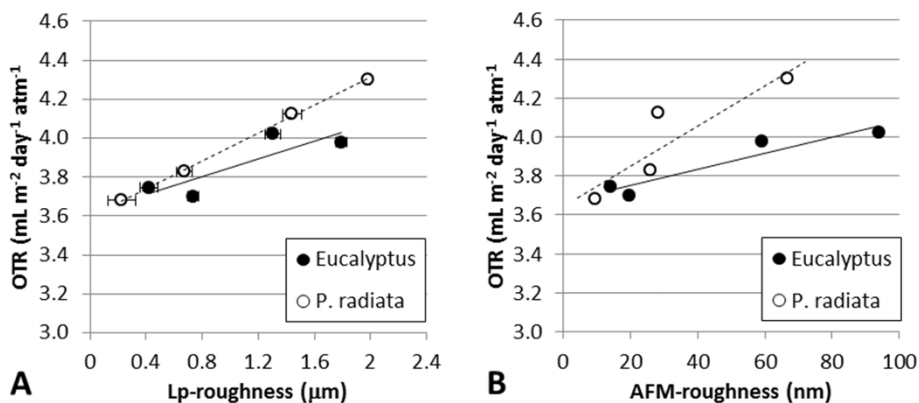 4.6
4.4
4.2
4.0
3.8
3.6
3.4
3.2
3.0
OTR (mL m⁻² day⁻¹ atm⁻¹)
0 0.4 0.8 1.2 1.6 2 2.4
Lp-roughness (µm)
Eucalyptus
P. radiata
A
4.6
4.4
4.2
4.0
3.8
3.6
3.4
3.2
3.0
OTR (mL m⁻² day⁻¹ atm⁻¹)
0 20 40 60 80 100
AFM-roughness (nm)
Eucalyptus
P. radiata
B